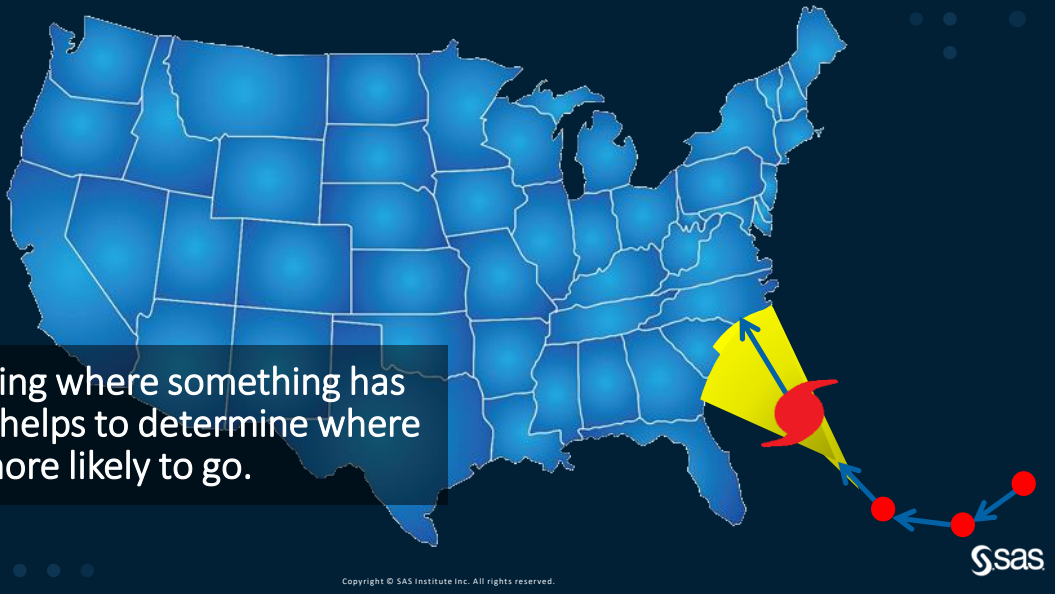 ing where something has
helps to determine where
ore likely to go.
Copyright © SAS Institute Inc. All rights reserved.
sas